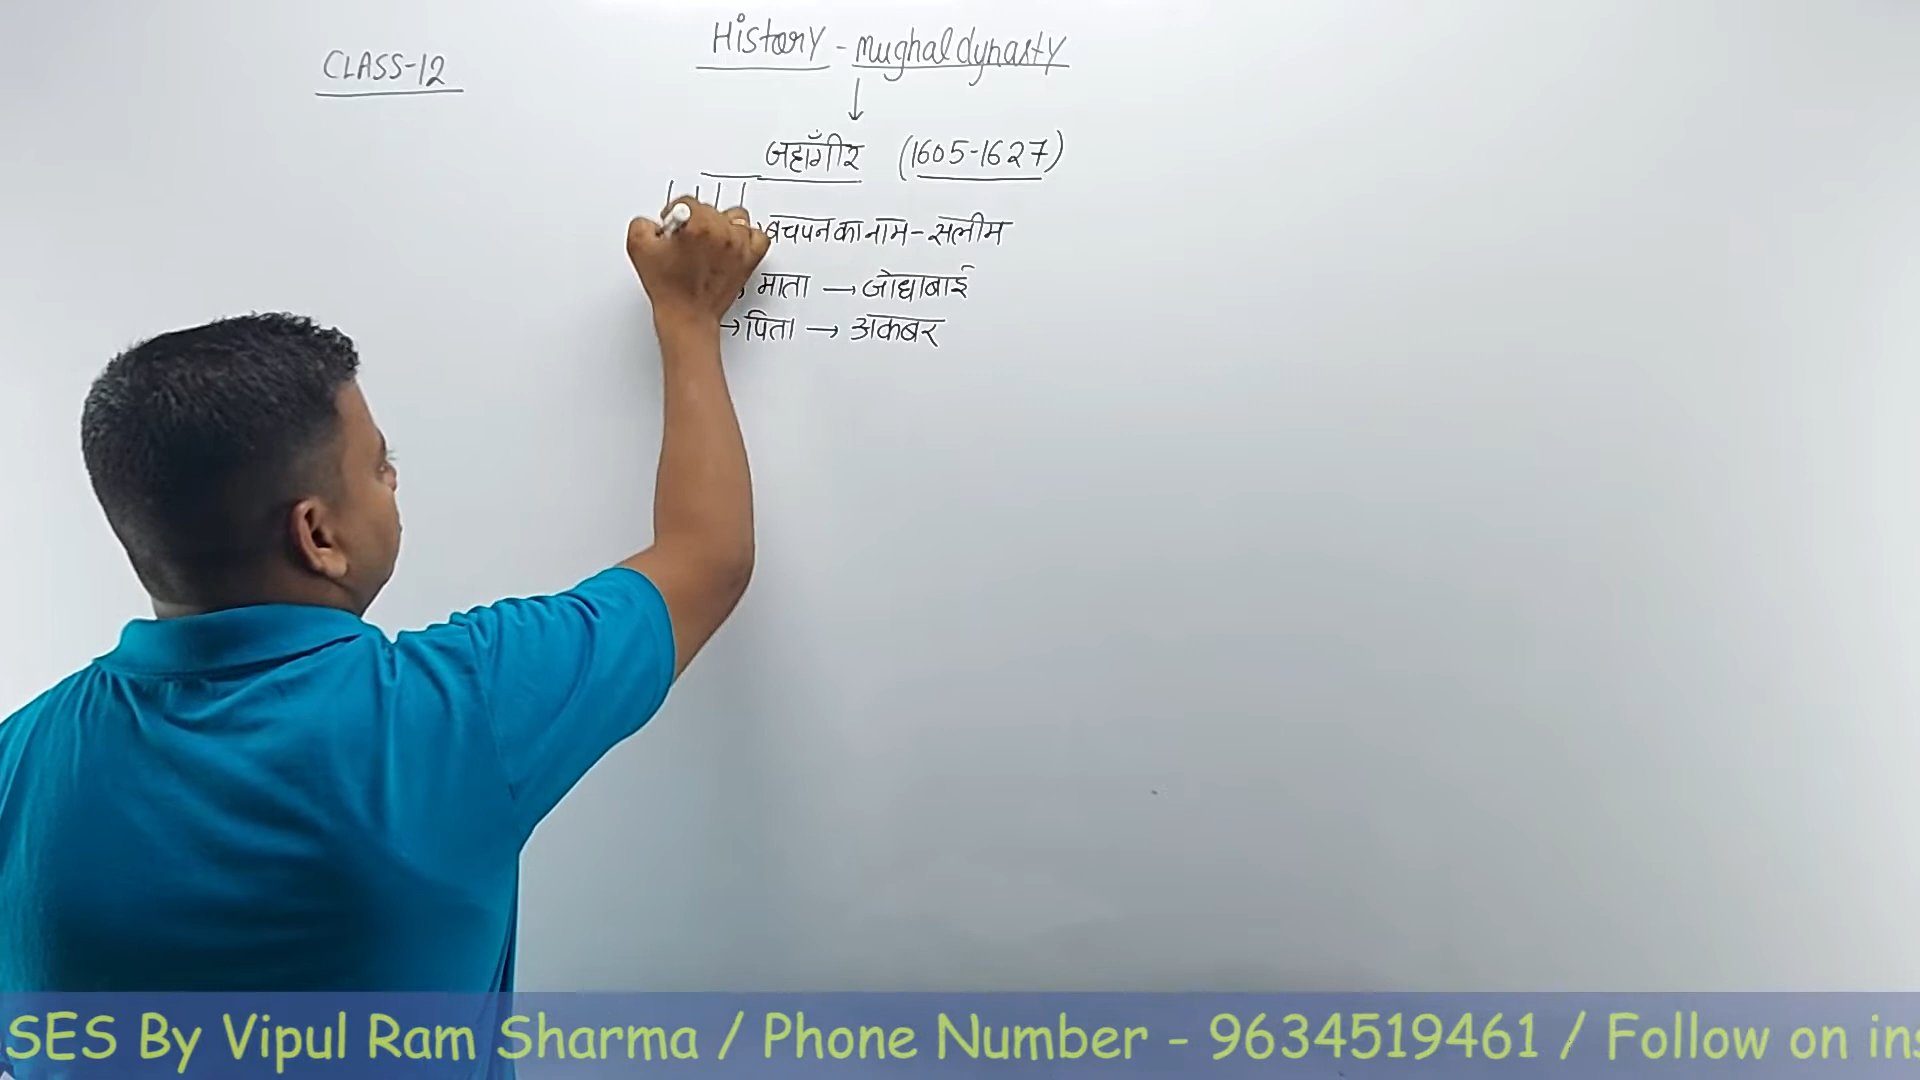 CLASS-12
History - mughal dynasty
↓
जहाँगीर (1605-1627)
बचपन का नाम - सलीम
माता → जोधाबाई
→ पिता → अकबर
SES By Vipul Ram Sharma / Phone Number - 9634519461 / Follow on ins